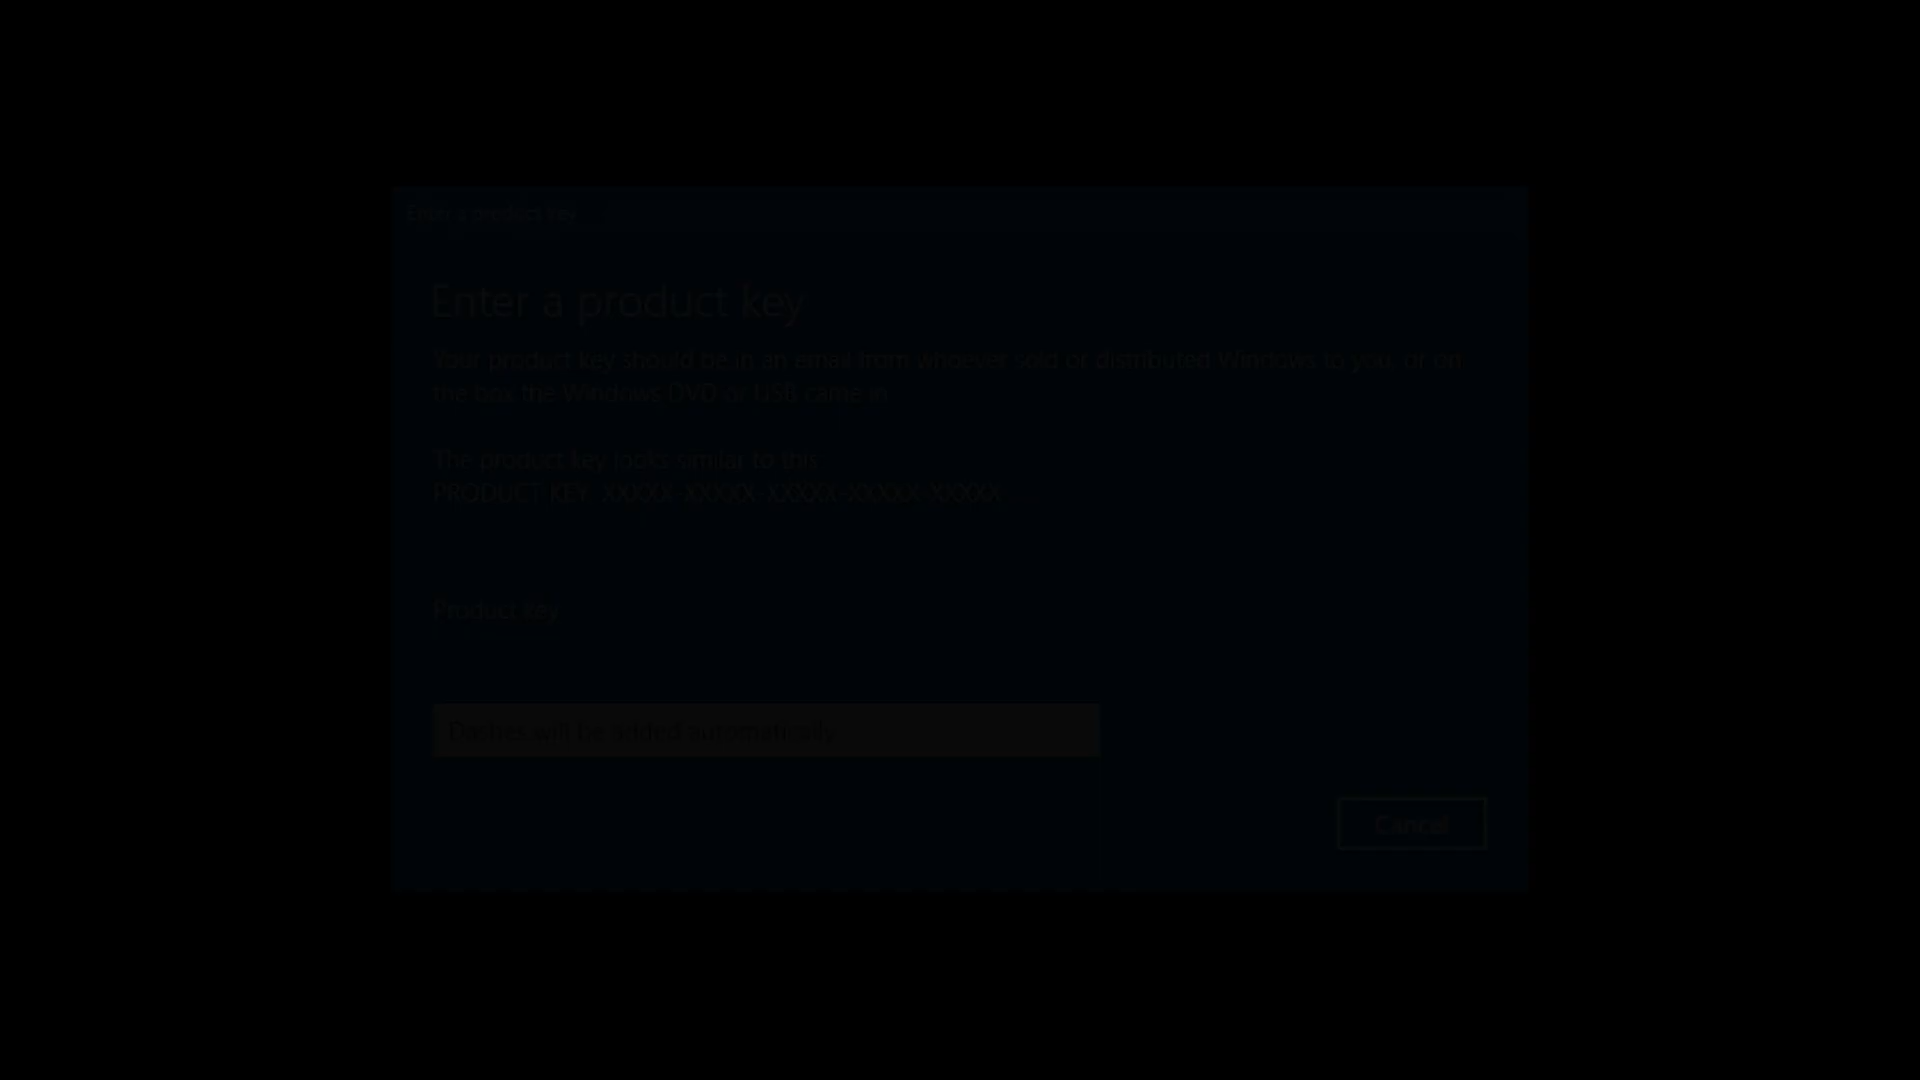 Enter a product key
Enter a product key
Your product key should be in an email from whoever sold or distributed Windows to you, or on
the box the Windows DVD or USB came in.
The product key looks similar to this:
PRODUCT KEY: XXXXX-XXXXX-XXXXX-XXXXX-XXXXX
Product key
Dashes will be added automatically
Cancel